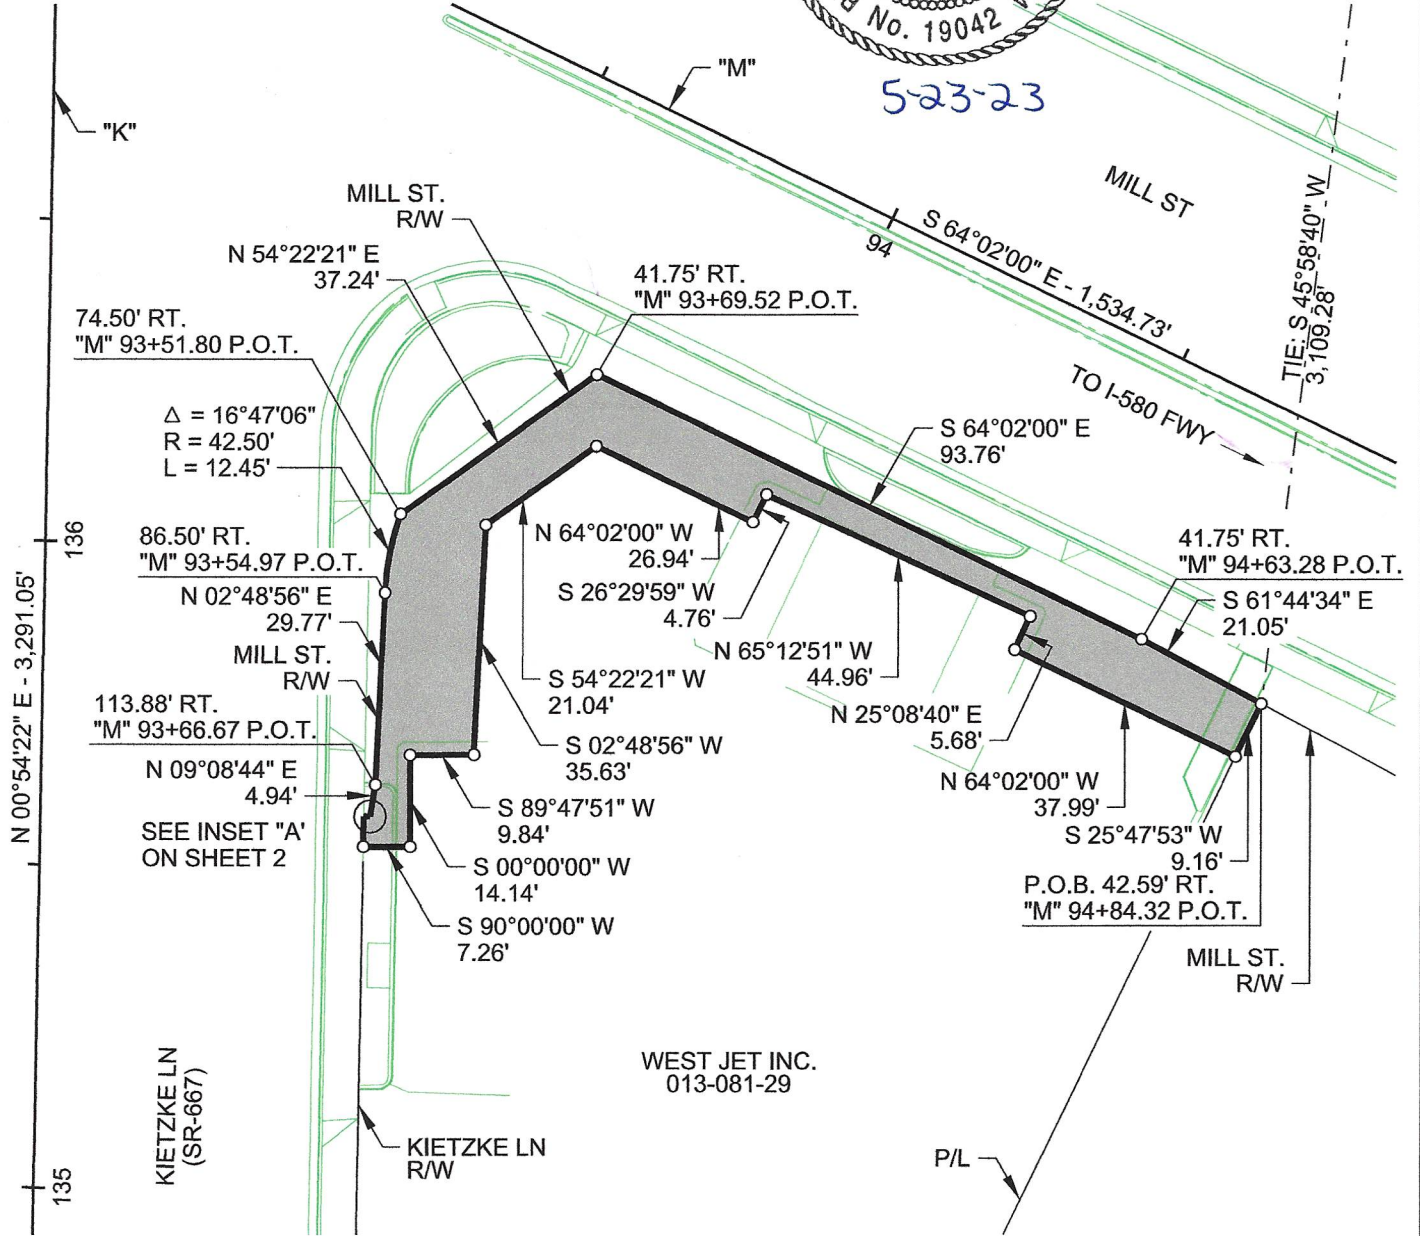 No. 19042
5-23-23
"M"
"K"
MILL ST
TIE: S 45°58'40" W
3,109.28'
MILL ST.
R/W
N 54°22'21" E
37.24'
94
S 64°02'00" E - 1,534.73'
41.75' RT.
"M" 93+69.52 P.O.T.
74.50' RT.
"M" 93+51.80 P.O.T.
TO I-580 FWY
Δ = 16°47'06"
R = 42.50'
L = 12.45'
S 64°02'00" E
93.76'
136
86.50' RT.
"M" 93+54.97 P.O.T.
N 64°02'00" W
26.94'
41.75' RT.
"M" 94+63.28 P.O.T.
N 02°48'56" E
29.77'
S 26°29'59" W
4.76'
S 61°44'34" E
21.05'
N 00°54'22" E - 3,291.05'
MILL ST.
R/W
N 65°12'51" W
44.96'
S 54°22'21" W
21.04'
113.88' RT.
"M" 93+66.67 P.O.T.
N 25°08'40" E
5.68'
S 02°48'56" W
35.63'
N 09°08'44" E
4.94'
N 64°02'00" W
37.99'
S 89°47'51" W
9.84'
SEE INSET "A'
ON SHEET 2
S 25°47'53" W
9.16'
S 00°00'00" W
14.14'
P.O.B. 42.59' RT.
"M" 94+84.32 P.O.T.
S 90°00'00" W
7.26'
MILL ST.
R/W
WEST JET INC.
013-081-29
KIETZKE LN
(SR-667)
KIETZKE LN
R/W
P/L
135